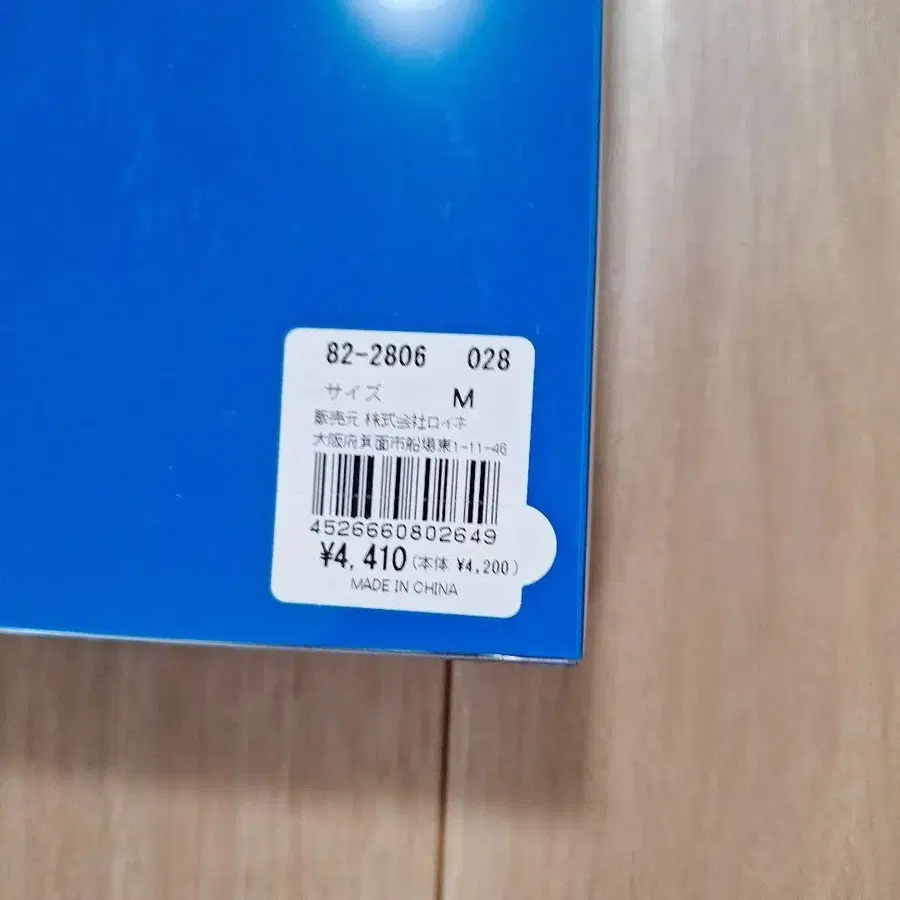 82-2806 028
サイズ M
販売元 株式会社ロイネ
大阪府箕面市船場東1-11-46
4526660802649
¥4,410(本体 ¥4,200)
MADE IN CHINA